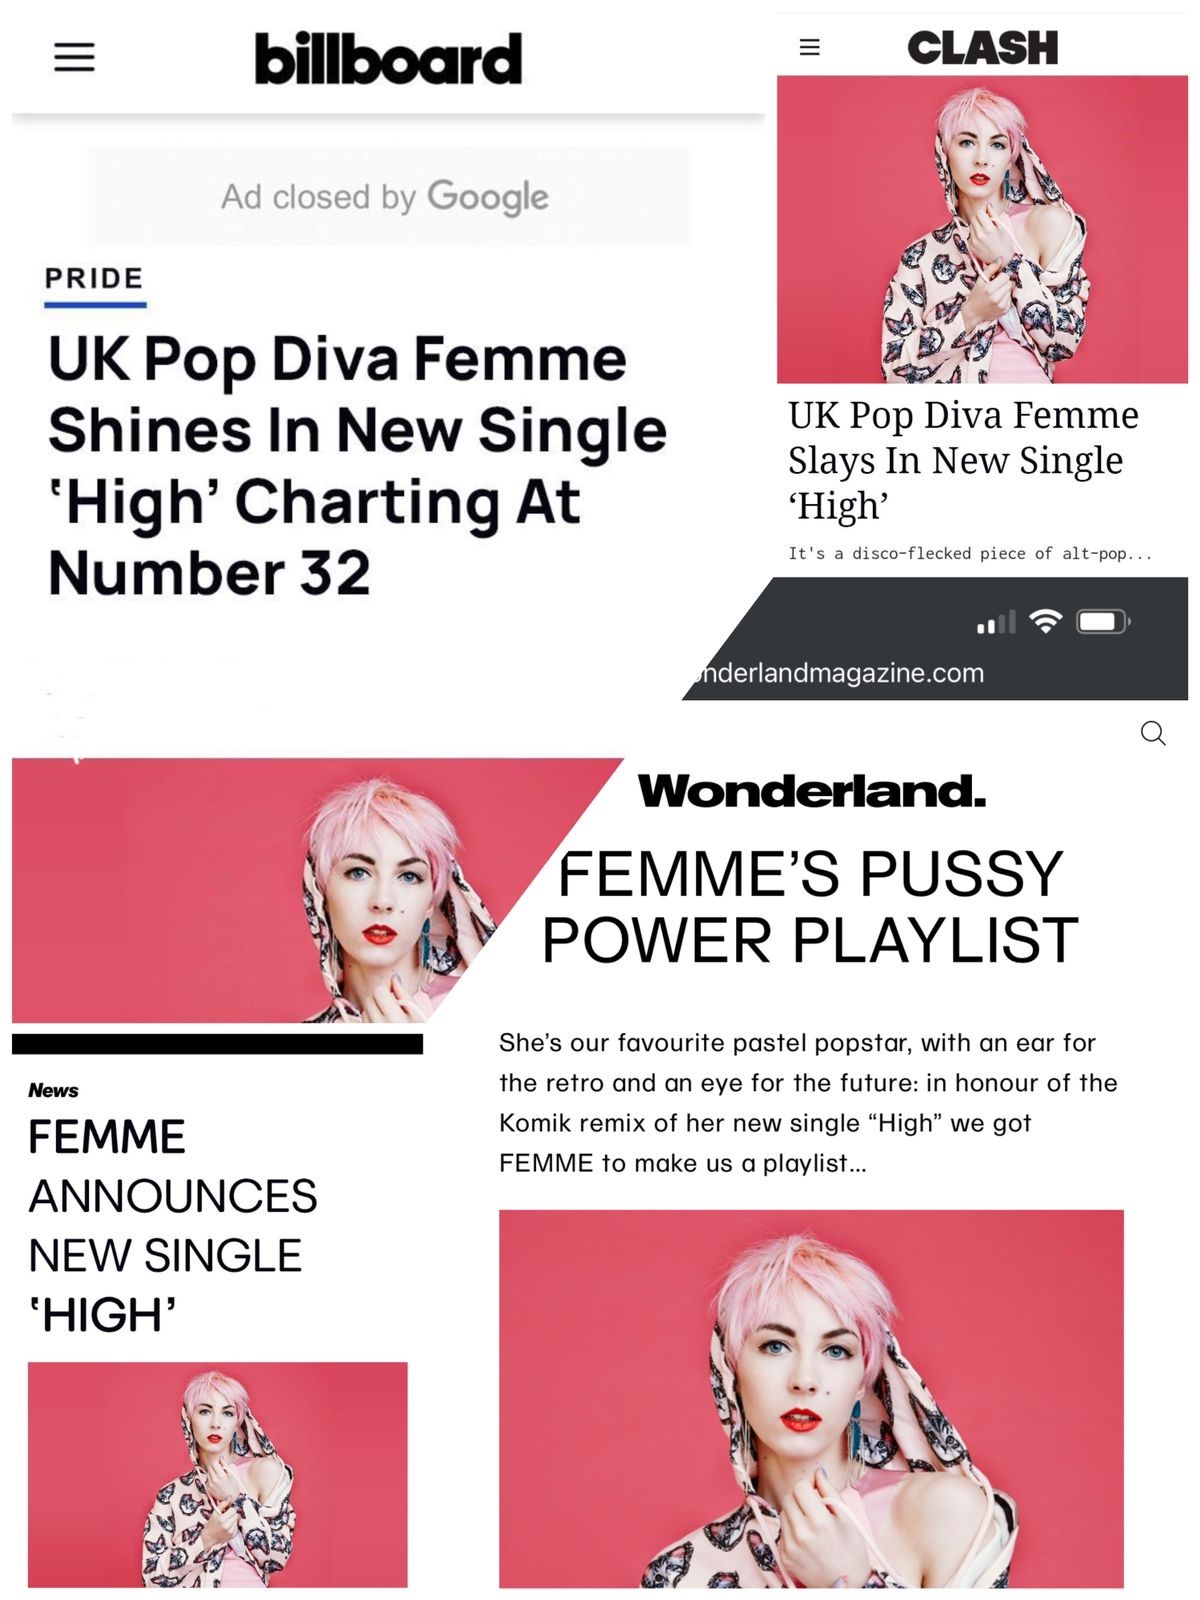 billboard
Ad closed by Google
PRIDE
UK Pop Diva Femme
Shines In New Single
‘High’ Charting At
Number 32
CLASH
UK Pop Diva Femme
Slays In New Single
‘High’
It's a disco-flecked piece of alt-pop...
nderlandmagazine.com
Wonderland.
FEMME’S PUSSY
POWER PLAYLIST
She’s our favourite pastel popstar, with an ear for
the retro and an eye for the future: in honour of the
Komik remix of her new single “High” we got
FEMME to make us a playlist...
News
FEMME
ANNOUNCES
NEW SINGLE
‘HIGH’